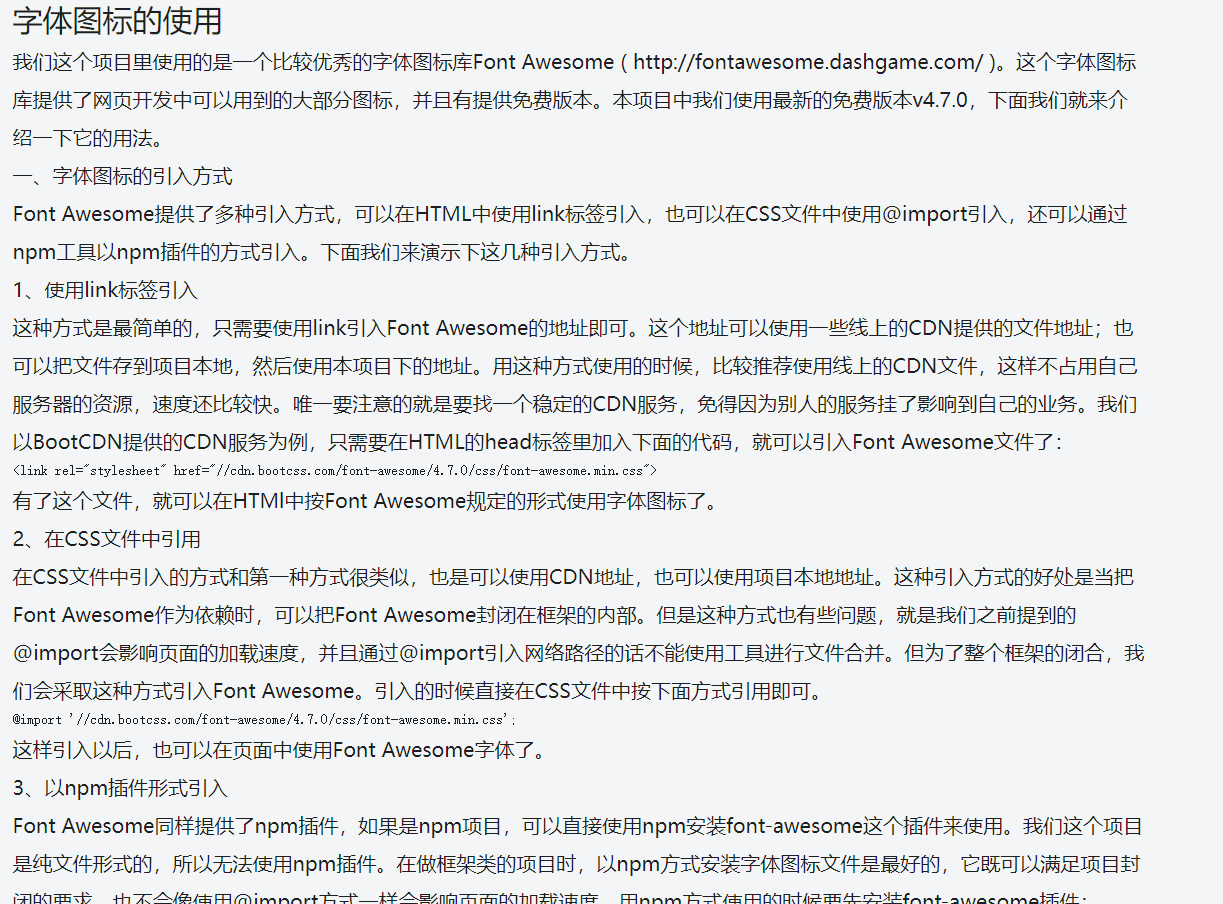 字体图标的使用
我们这个项目里使用的是一个比较优秀的字体图标库Font Awesome ( http://fontawesome.dashgame.com/ )。这个字体图标
库提供了网页开发中可以用到的大部分图标，并且有提供免费版本。本项目中我们使用最新的免费版本v4.7.0，下面我们就来介
绍一下它的用法。
一、字体图标的引入方式
Font Awesome提供了多种引入方式，可以在HTML中使用link标签引入，也可以在CSS文件中使用@import引入，还可以通过
npm工具以npm插件的方式引入。下面我们来演示下这几种引入方式。
1、使用link标签引入
这种方式是最简单的，只需要使用link引入Font Awesome的地址即可。这个地址可以使用一些线上的CDN提供的文件地址；也
可以把文件存到项目本地，然后使用本项目下的地址。用这种方式使用的时候，比较推荐使用线上的CDN文件，这样不占用自己
服务器的资源，速度还比较快。唯一要注意的就是要找一个稳定的CDN服务，免得因为别人的服务挂了影响到自己的业务。我们
以BootCDN提供的CDN服务为例，只需要在HTML的head标签里加入下面的代码，就可以引入Font Awesome文件了：
<link rel="stylesheet" href="//cdn.bootcss.com/font-awesome/4.7.0/css/font-awesome.min.css">
有了这个文件，就可以在HTMl中按Font Awesome规定的形式使用字体图标了。
2、在CSS文件中引用
在CSS文件中引入的方式和第一种方式很类似，也是可以使用CDN地址，也可以使用项目本地地址。这种引入方式的好处是当把
Font Awesome作为依赖时，可以把Font Awesome封闭在框架的内部。但是这种方式也有些问题，就是我们之前提到的
@import会影响页面的加载速度，并且通过@import引入网络路径的话不能使用工具进行文件合并。但为了整个框架的闭合，我
们会采取这种方式引入Font Awesome。引入的时候直接在CSS文件中按下面方式引用即可。
@import '//cdn.bootcss.com/font-awesome/4.7.0/css/font-awesome.min.css';
这样引入以后，也可以在页面中使用Font Awesome字体了。
3、以npm插件形式引入
Font Awesome同样提供了npm插件，如果是npm项目，可以直接使用npm安装font-awesome这个插件来使用。我们这个项目
是纯文件形式的，所以无法使用npm插件。在做框架类的项目时，以npm方式安装字体图标文件是最好的，它既可以满足项目封
闭的要求，也不会像使用@import方式一样会影响页面的加载速度。用npm方式使用的时候要先安装font-awesome插件：